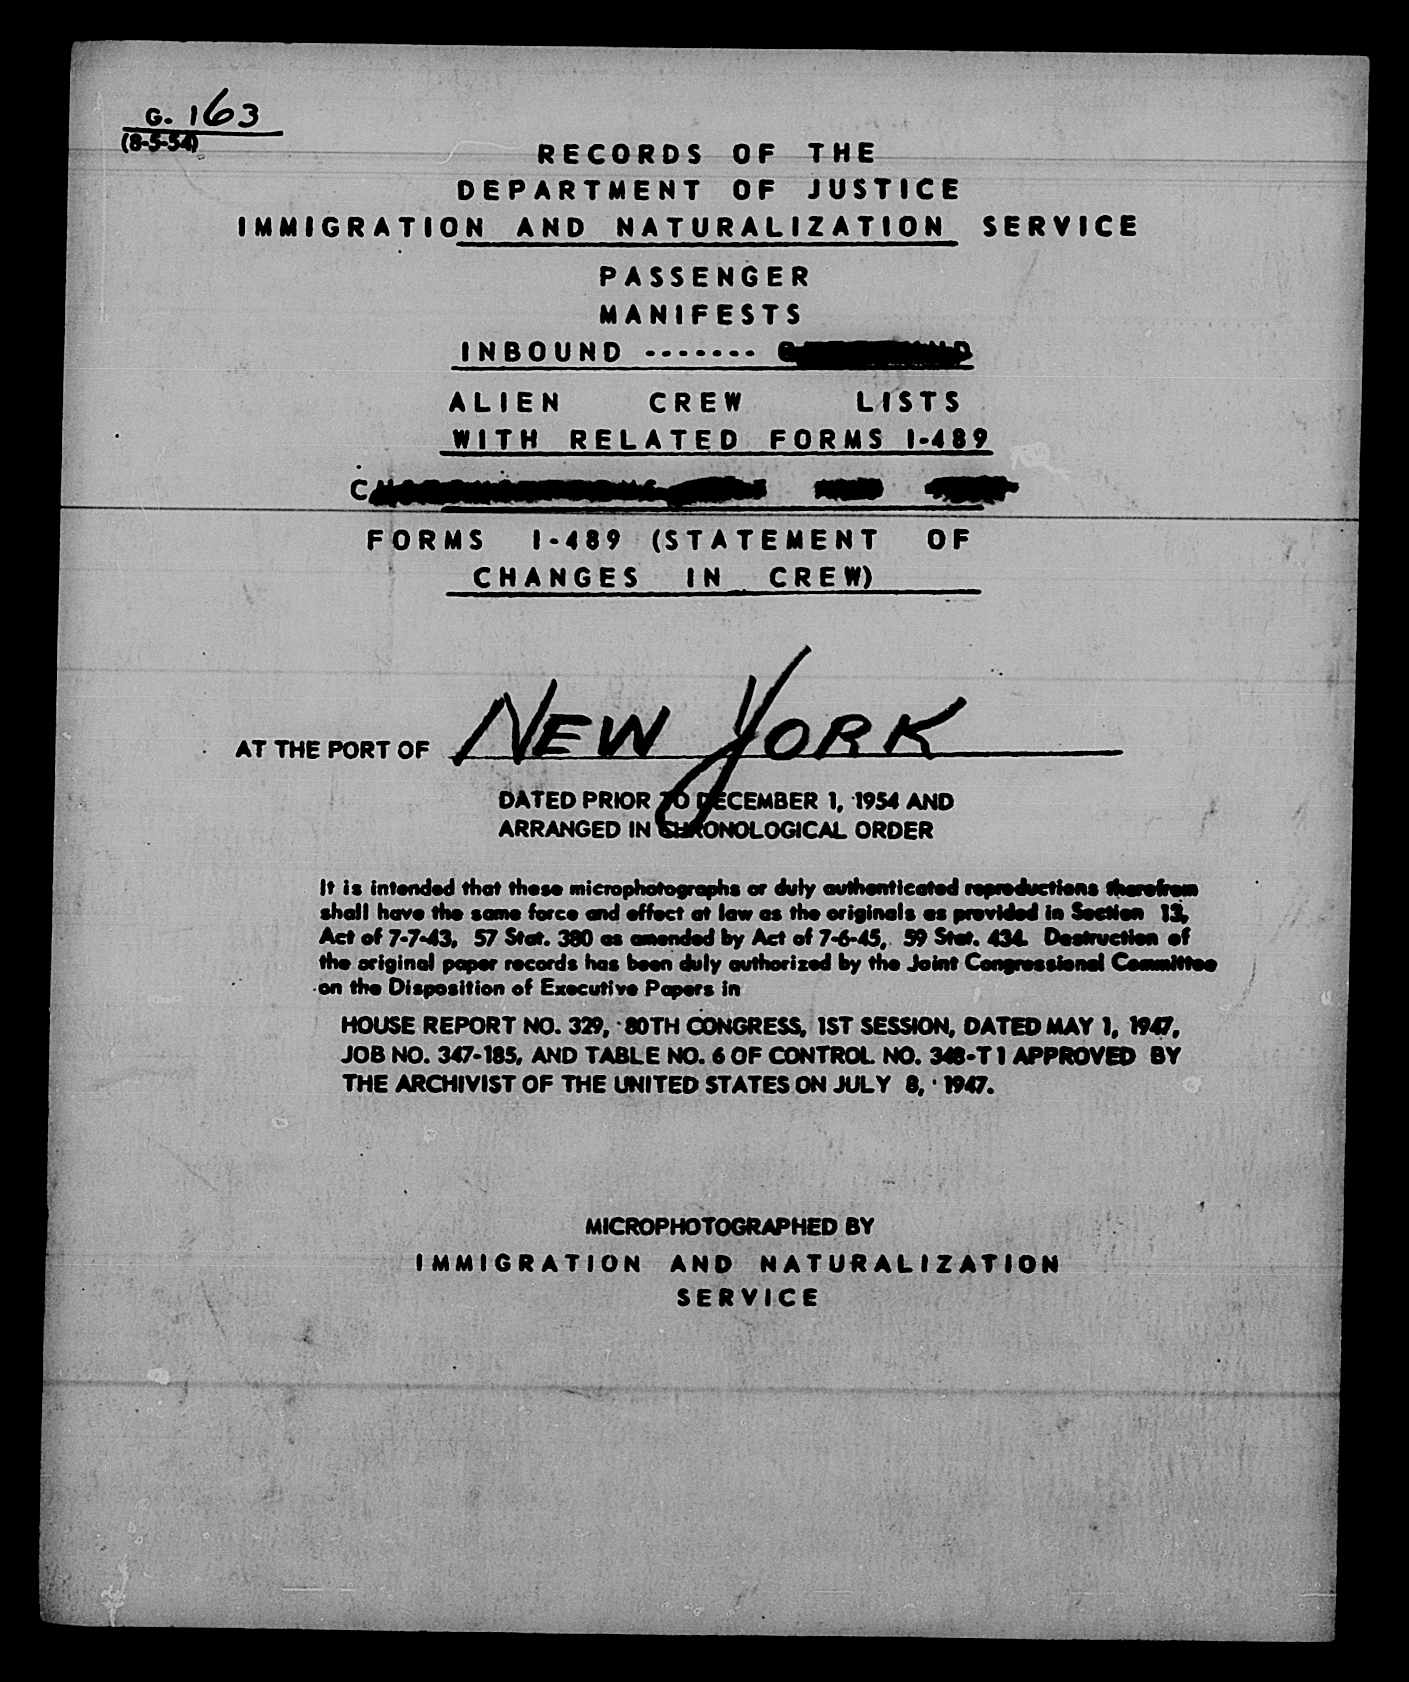 G. 163
(8-5-54)
RECORDS OF THE
DEPARTMENT OF JUSTICE
IMMIGRATION AND NATURALIZATION SERVICE
PASSENGER
MANIFESTS
INBOUND -------
ALIEN CREW LISTS
WITH RELATED FORMS I-489
FORMS I-489 (STATEMENT OF
CHANGES IN CREW)
AT THE PORT OF NEW YORK
DATED PRIOR TO DECEMBER 1, 1954 AND
ARRANGED IN CHRONOLOGICAL ORDER
It is intended that these microphotographs or duly authenticated reproductions therefrom
shall have the same force and effect at law as the originals as provided in Section 13,
Act of 7-7-43, 57 Stat. 380 as amended by Act of 7-6-45, 59 Stat. 434. Destruction of
the original paper records has been duly authorized by the Joint Congressional Committee
on the Disposition of Executive Papers in
HOUSE REPORT NO. 329, 80TH CONGRESS, 1ST SESSION, DATED MAY 1, 1947,
JOB NO. 347-185, AND TABLE NO. 6 OF CONTROL NO. 348-T1 APPROVED BY
THE ARCHIVIST OF THE UNITED STATES ON JULY 8, 1947.
MICROPHOTOGRAPHED BY
IMMIGRATION AND NATURALIZATION
SERVICE